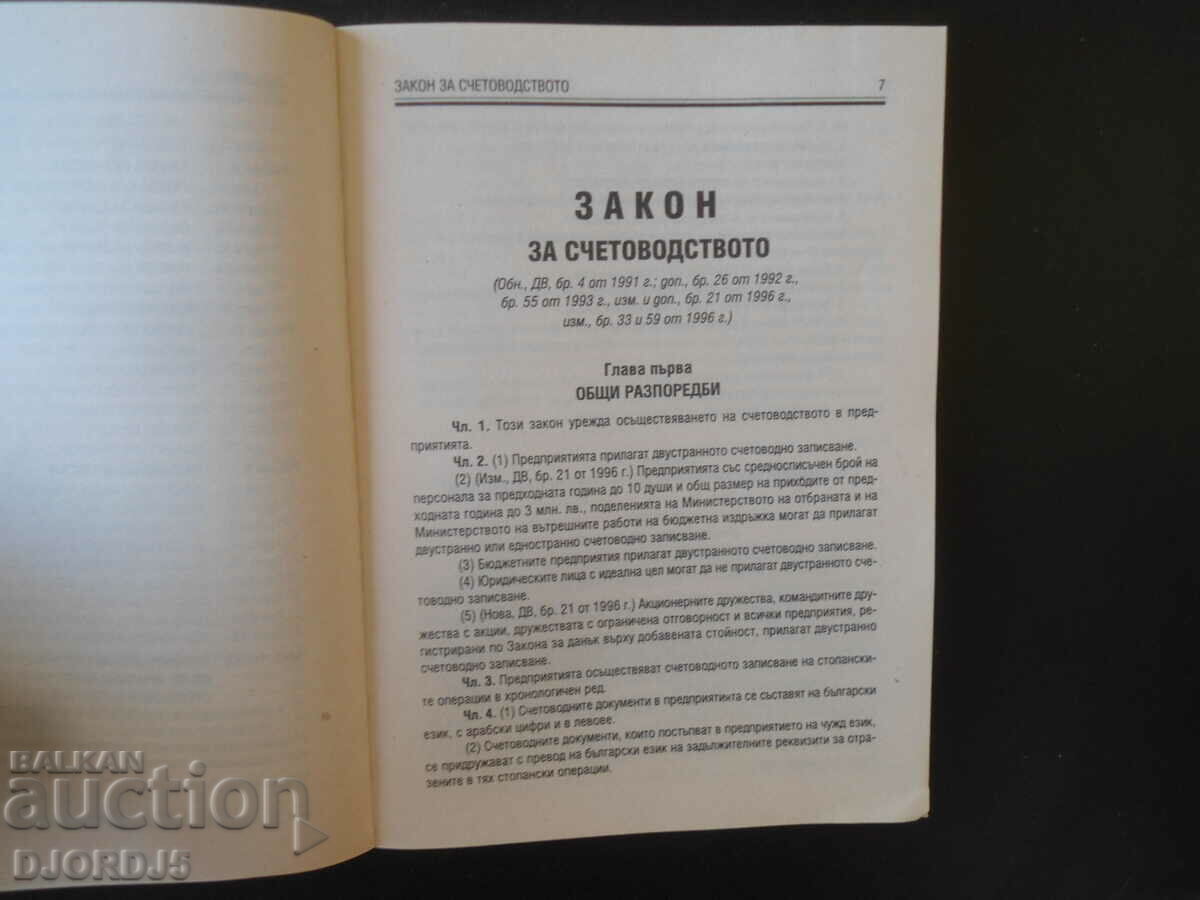 ЗАКОН ЗА СЧЕТОВОДСТВОТО 7
ЗАКОН
ЗА СЧЕТОВОДСТВОТО
(Обн., ДВ, бр. 4 от 1991 г.; доп., бр. 26 от 1992 г.,
бр. 55 от 1993 г., изм. и доп., бр. 21 от 1996 г.,
изм., бр. 33 и 59 от 1996 г.)
Глава първа
ОБЩИ РАЗПОРЕДБИ
Чл. 1. Този закон урежда осъществяването на счетоводството в пред-
приятията.
Чл. 2. (1) Предприятията прилагат двустранното счетоводно записване.
(2) (Изм., ДВ, бр. 21 от 1996 г.) Предприятията със средносписъчен брой на
персонала за предходната година до 10 души и общ размер на приходите от пред-
ходната година до 3 млн. лв., поделенията на Министерството на отбраната и на
Министерството на вътрешните работи на бюджетна издръжка могат да прилагат
двустранно или едностранно счетоводно записване.
(3) Бюджетните предприятия прилагат двустранното счетоводно записване.
(4) Юридическите лица с идеална цел могат да не прилагат двустранното сче-
товодно записване.
(5) (Нова, ДВ, бр. 21 от 1996 г.) Акционерните дружества, командитните дру-
жества с акции, дружествата с ограничена отговорност и всички предприятия, ре-
гистрирани по Закона за данък върху добавената стойност, прилагат двустранно
счетоводно записване.
Чл. 3. Предприятията осъществяват счетоводното записване на стопански-
те операции в хронологичен ред.
Чл. 4. (1) Счетоводните документи в предприятията се съставят на български
език, с арабски цифри и в левове.
(2) Счетоводните документи, които постъпват в предприятието на чужд език,
се придружават с превод на български език на задължителните реквизити за отра-
зените в тях стопански операции.
BALKAN
auction
DJORDJ5